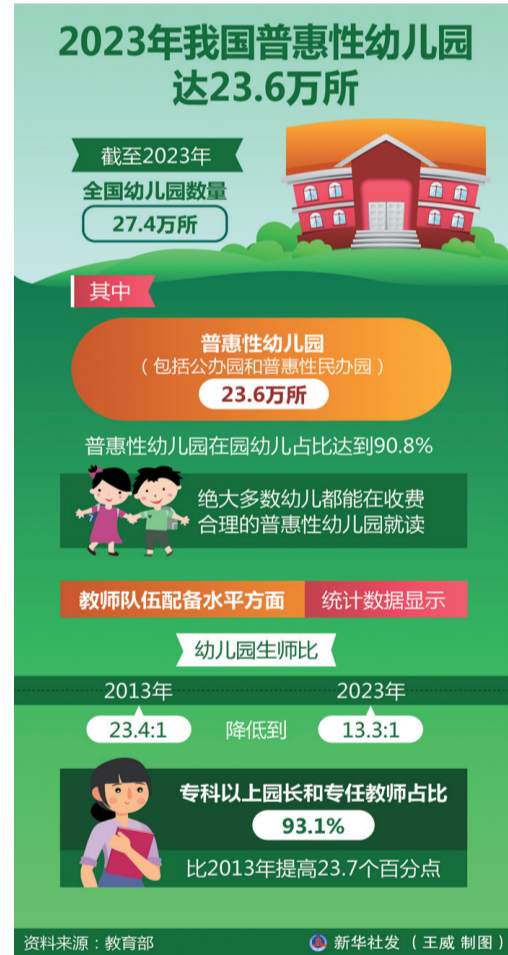 2023年我国普惠性幼儿园
达23.6万所
截至2023年
全国幼儿园数量
27.4万所
其中
普惠性幼儿园
（包括公办园和普惠性民办园）
23.6万所
普惠性幼儿园在园幼儿占比达到90.8%
绝大多数幼儿都能在收费
合理的普惠性幼儿园就读
教师队伍配备水平方面 统计数据显示
幼儿园生师比
2013年 2023年
23.4:1 降低到 13.3:1
专科以上园长和专任教师占比
93.1%
比2013年提高23.7个百分点
资料来源：教育部 新华社发（王威 制图）